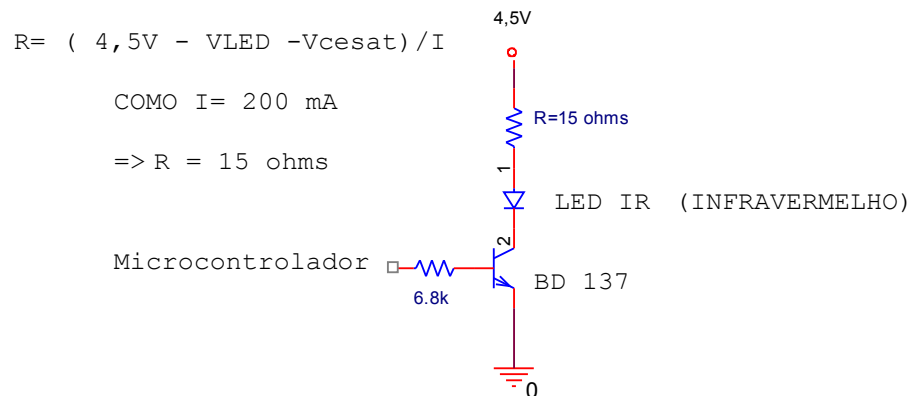 4,5V
R= ( 4,5V - VLED -Vcesat)/I
COMO I= 200 mA
R=15 ohms
=> R = 15 ohms
1
LED IR (INFRAVERMELHO)
2
Microcontrolador
BD 137
6.8k
0